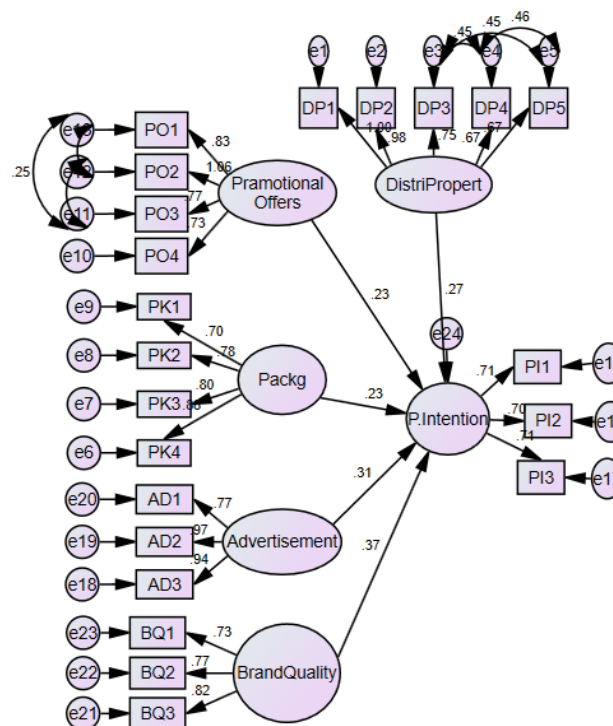 e1 e2 e3 .45 .45 e4 .46 e5
DP1 DP2 DP3 DP4 DP5
1.00 .98 .75 .67 .67
DistriPropert
.27
.25
PO1 .83
PO2 1.06
e11 PO3 .77
e10 PO4 .73
Pramotional
Offers
.23
e9 PK1 .70
e8 PK2 .78
e7 PK3 .80
e6 PK4
Packg
.23
e24
P.Intention
.71 PI1 e1
.70 PI2 e1
.71 PI3 e1
e20 AD1 .77
e19 AD2 .97
e18 AD3 .94
Advertisement
.31
e23 BQ1 .73
e22 BQ2 .77
e21 BQ3 .82
BrandQuality
.37